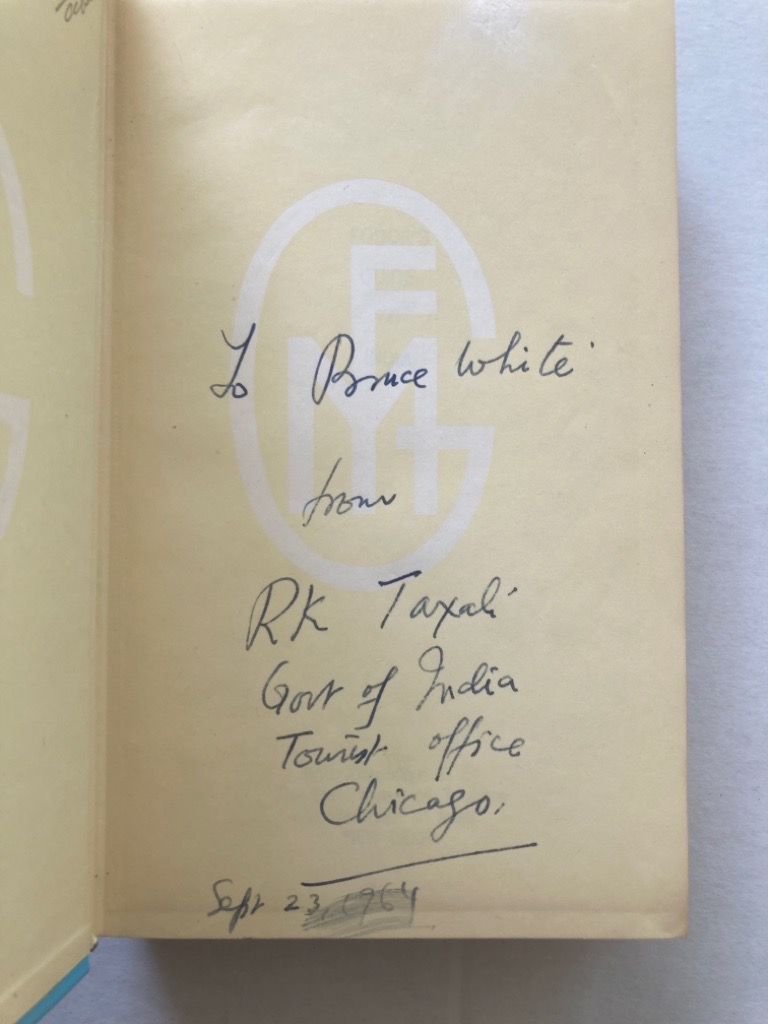 To Bruce White
from
RK Taxali
Govt of India
Tourist office
Chicago.
Sept 23, 1964